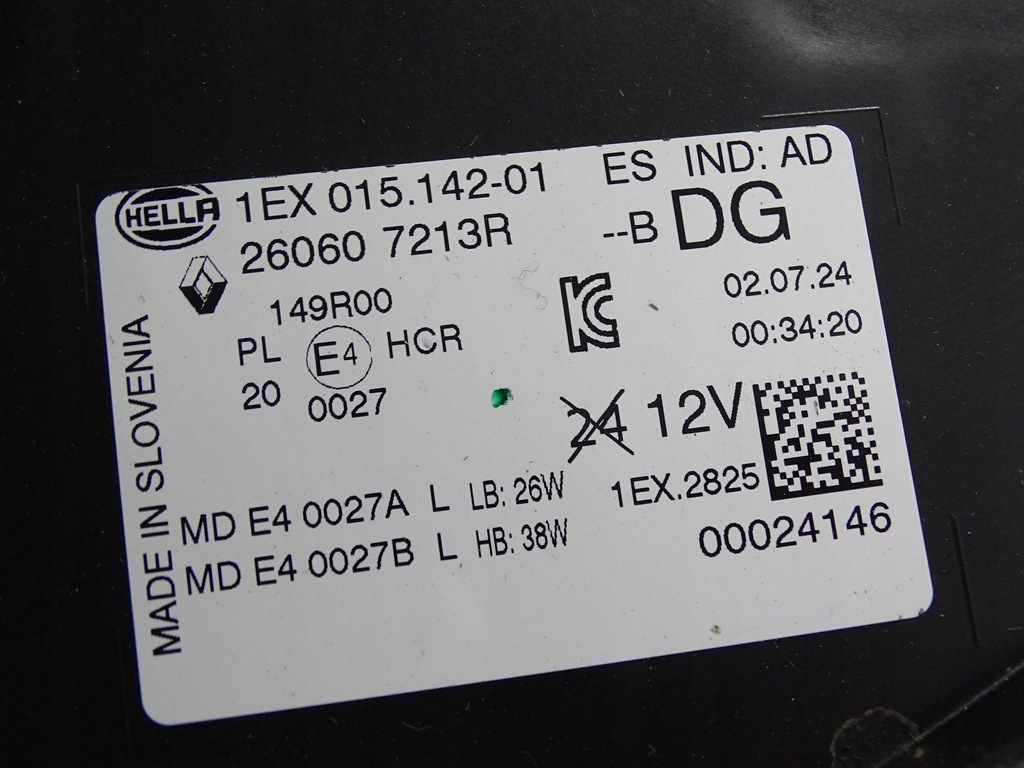 HELLA 1EX 015.142-01 ES IND: AD
26060 7213R --B DG
149R00 02.07.24
PL E4 HCR KC 00:34:20
20 0027 24 12V
MD E4 0027A L LB: 26W 1EX.2825
MD E4 0027B L HB: 38W 00024146
MADE IN SLOVENIA